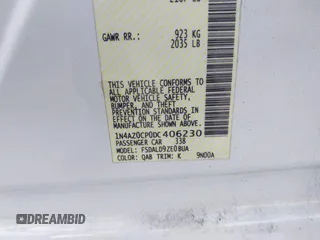 GAWR RR.: 923 KG
2035 LB
THIS VEHICLE CONFORMS TO ALL
APPLICABLE FEDERAL MOTOR
VEHICLE SAFETY, BUMPER, AND
THEFT PREVENTION STANDARDS
IN EFFECT ON THE DATE OF
MANUFACTURE SHOWN ABOVE.
1N4AZ0CP0DC406230
PASSENGER CAR 338
MODEL: FSDALD9ZE0BUA
COLOR: QAB TRIM: K 9N00A